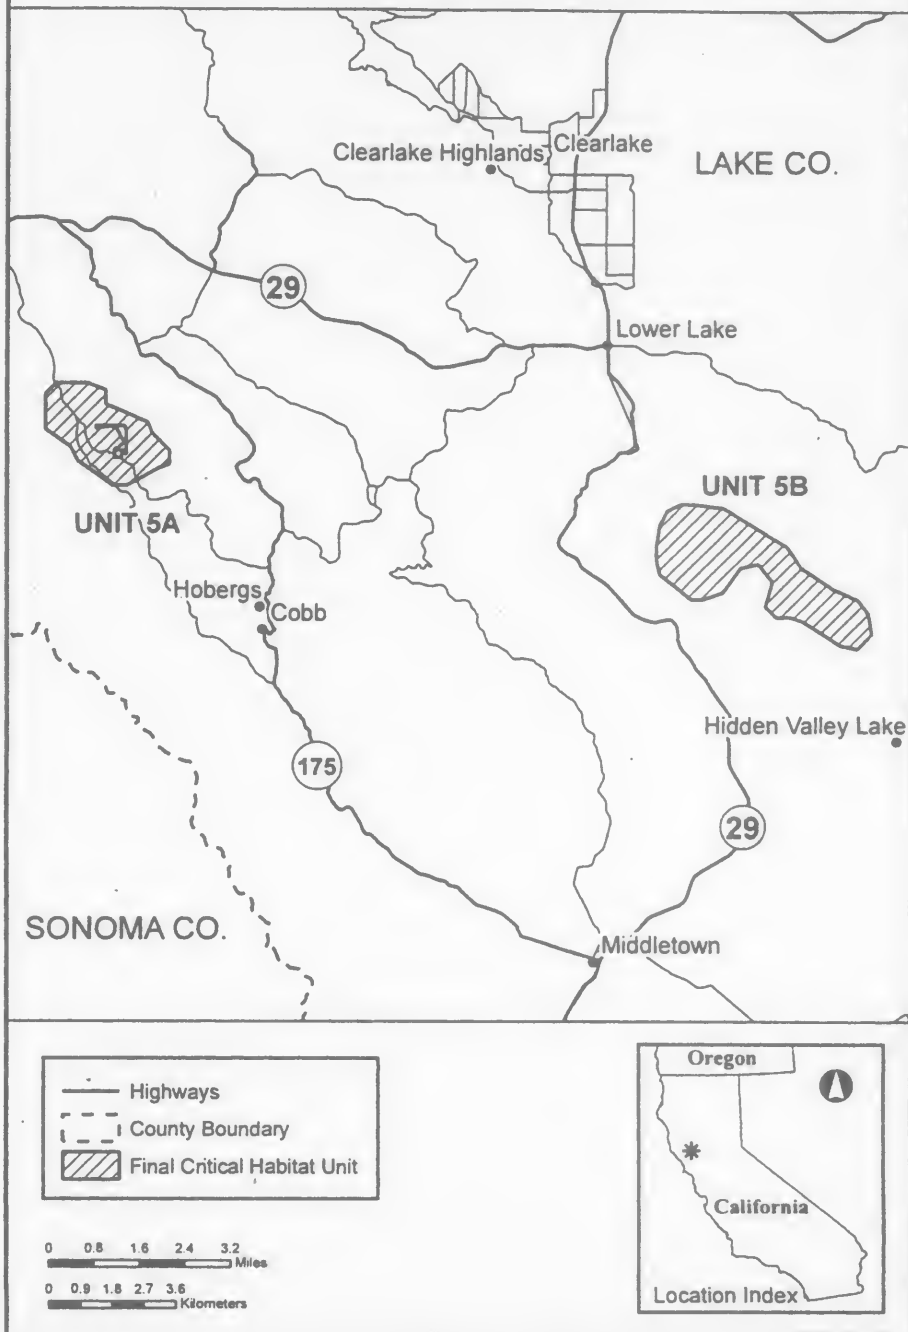 Clearlake Highlands
Clearlake
LAKE CO.
29
Lower Lake
UNIT 5A
UNIT 5B
Hobergs
Cobb
Hidden Valley Lake
175
29
SONOMA CO.
Middletown
Highways
County Boundary
Final Critical Habitat Unit
0 0.8 1.6 2.4 3.2
Miles
0 0.9 1.8 2.7 3.6
Kilometers
Oregon
California
Location Index